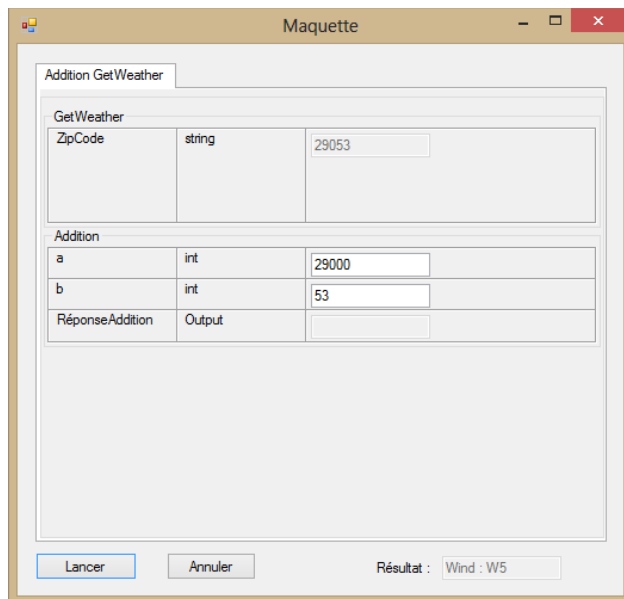 Maquette
Addition GetWeather
GetWeather
ZipCode string 29053
Addition
a int 29000
b int 53
RéponseAddition Output
Lancer Annuler Résultat : Wind : W5